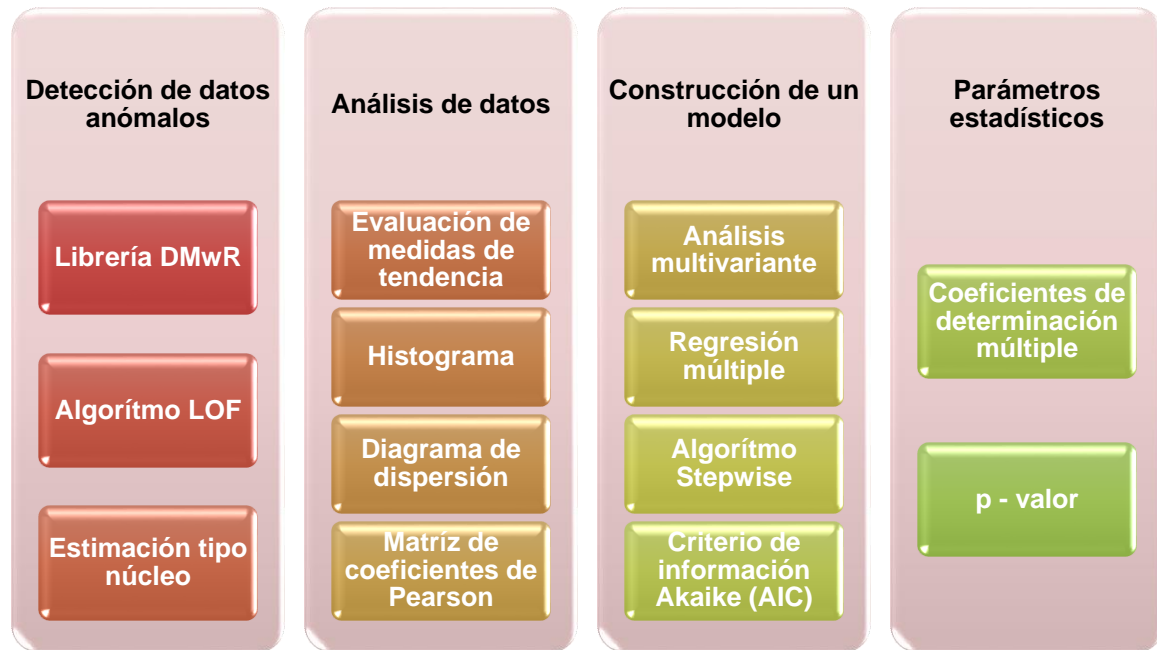 Detección de datos
anómalos
Librería DMwR
Algorítmo LOF
Estimación tipo
núcleo
Análisis de datos
Evaluación de
medidas de
tendencia
Histograma
Diagrama de
dispersión
Matríz de
coeficientes de
Pearson
Construcción de un
modelo
Análisis
multivariante
Regresión
múltiple
Algorítmo
Stepwise
Criterio de
información
Akaike (AIC)
Parámetros
estadísticos
Coeficientes de
determinación
múltiple
p - valor